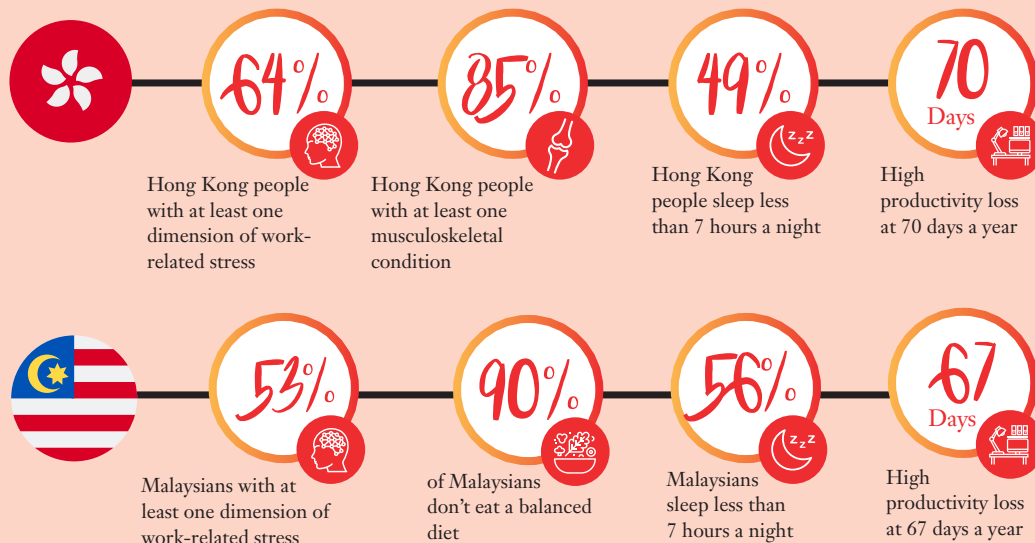 64%
Hong Kong people
with at least one
dimension of work-
related stress
85%
Hong Kong people
with at least one
musculoskeletal
condition
49%
zzz
Hong Kong
people sleep less
than 7 hours a night
70
Days
High
productivity loss
at 70 days a year
53%
Malaysians with at
least one dimension of
work-related stress
90%
of Malaysians
don't eat a balanced
diet
56%
zzz
Malaysians
sleep less than
7 hours a night
67
Days
High
productivity loss
at 67 days a year